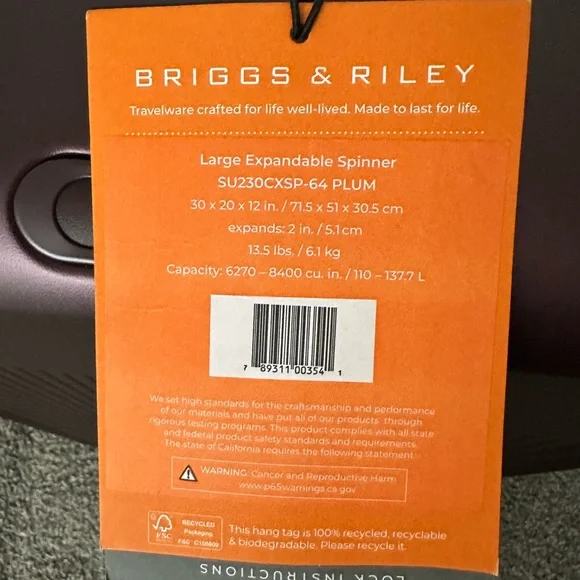 BRIGGS & RILEY
Travelware crafted for life well-lived. Made to last for life.
Large Expandable Spinner
SU230CXSP-64 PLUM
30 x 20 x 12 in. / 71.5 x 51 x 30.5 cm
expands: 2 in. / 5.1 cm
13.5 lbs. / 6.1 kg
Capacity: 6270 – 8400 cu. in. / 110 – 137.7 L
7 89311 00354 1
We set high standards for the craftsmanship and performance
of our materials and have put all of our products through
rigorous testing programs. This product complies with all state
and federal product safety standards and requirements.
The state of California requires the following statement:
WARNING: Cancer and Reproductive Harm
www.p65warnings.ca.gov
FSC
RECYCLED
Packaging
FSC® C106609
This hang tag is 100% recycled, recyclable
& biodegradable. Please recycle it.
LOCK INSTRUCTIONS